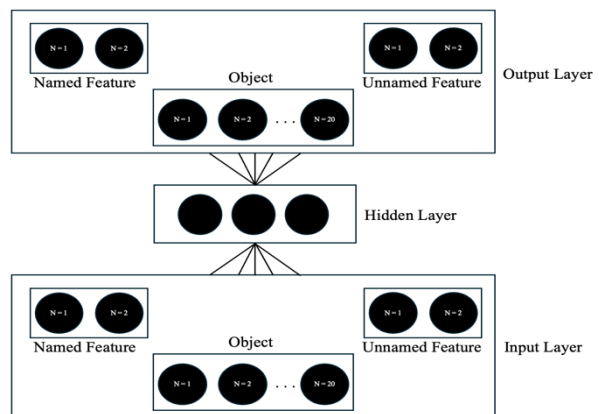 N = 1 N = 2 N = 1 N = 2
Named Feature Object Unnamed Feature Output Layer
N = 1 N = 2 . . . N = 20
Hidden Layer
N = 1 N = 2 N = 1 N = 2
Named Feature Object Unnamed Feature Input Layer
N = 1 N = 2 . . . N = 20